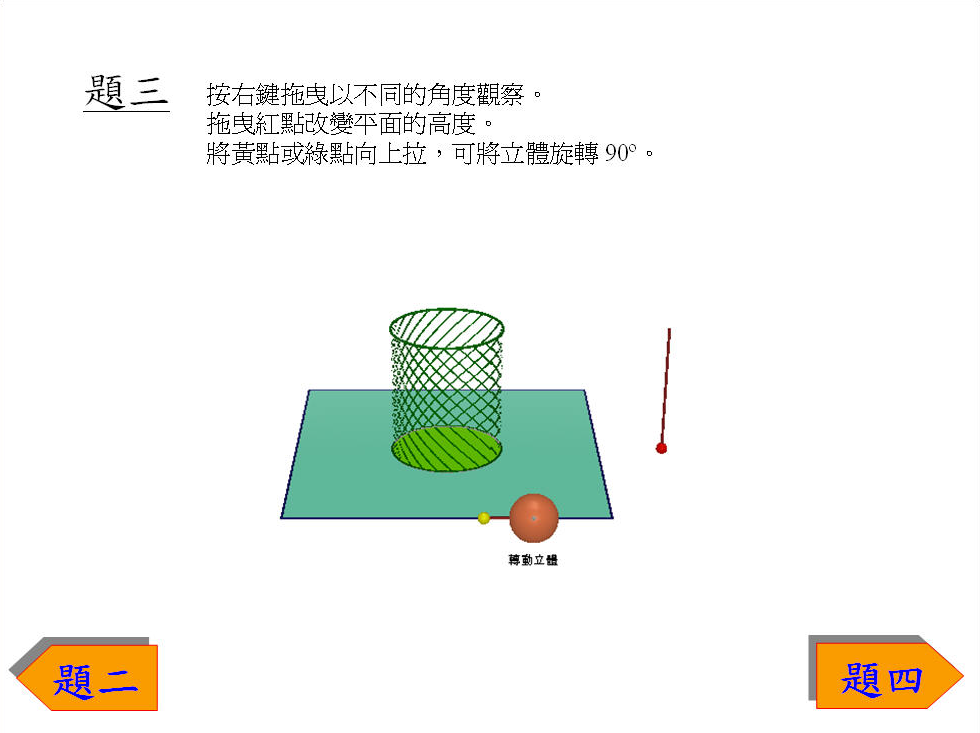 題三
按右鍵拖曳以不同的角度觀察。
拖曳紅點改變平面的高度。
將黃點或綠點向上拉，可將立體旋轉 90°。
轉動立體
題二
題四